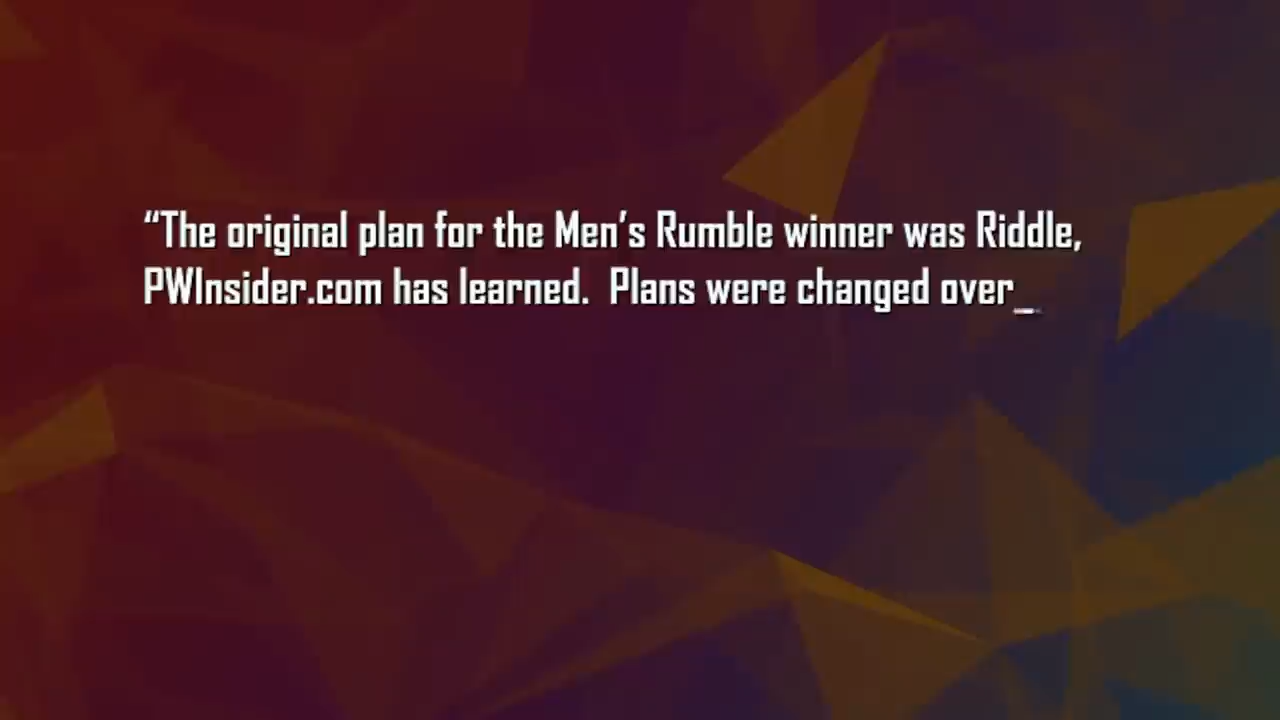 “The original plan for the Men’s Rumble winner was Riddle,
PWInsider.com has learned.  Plans were changed over_